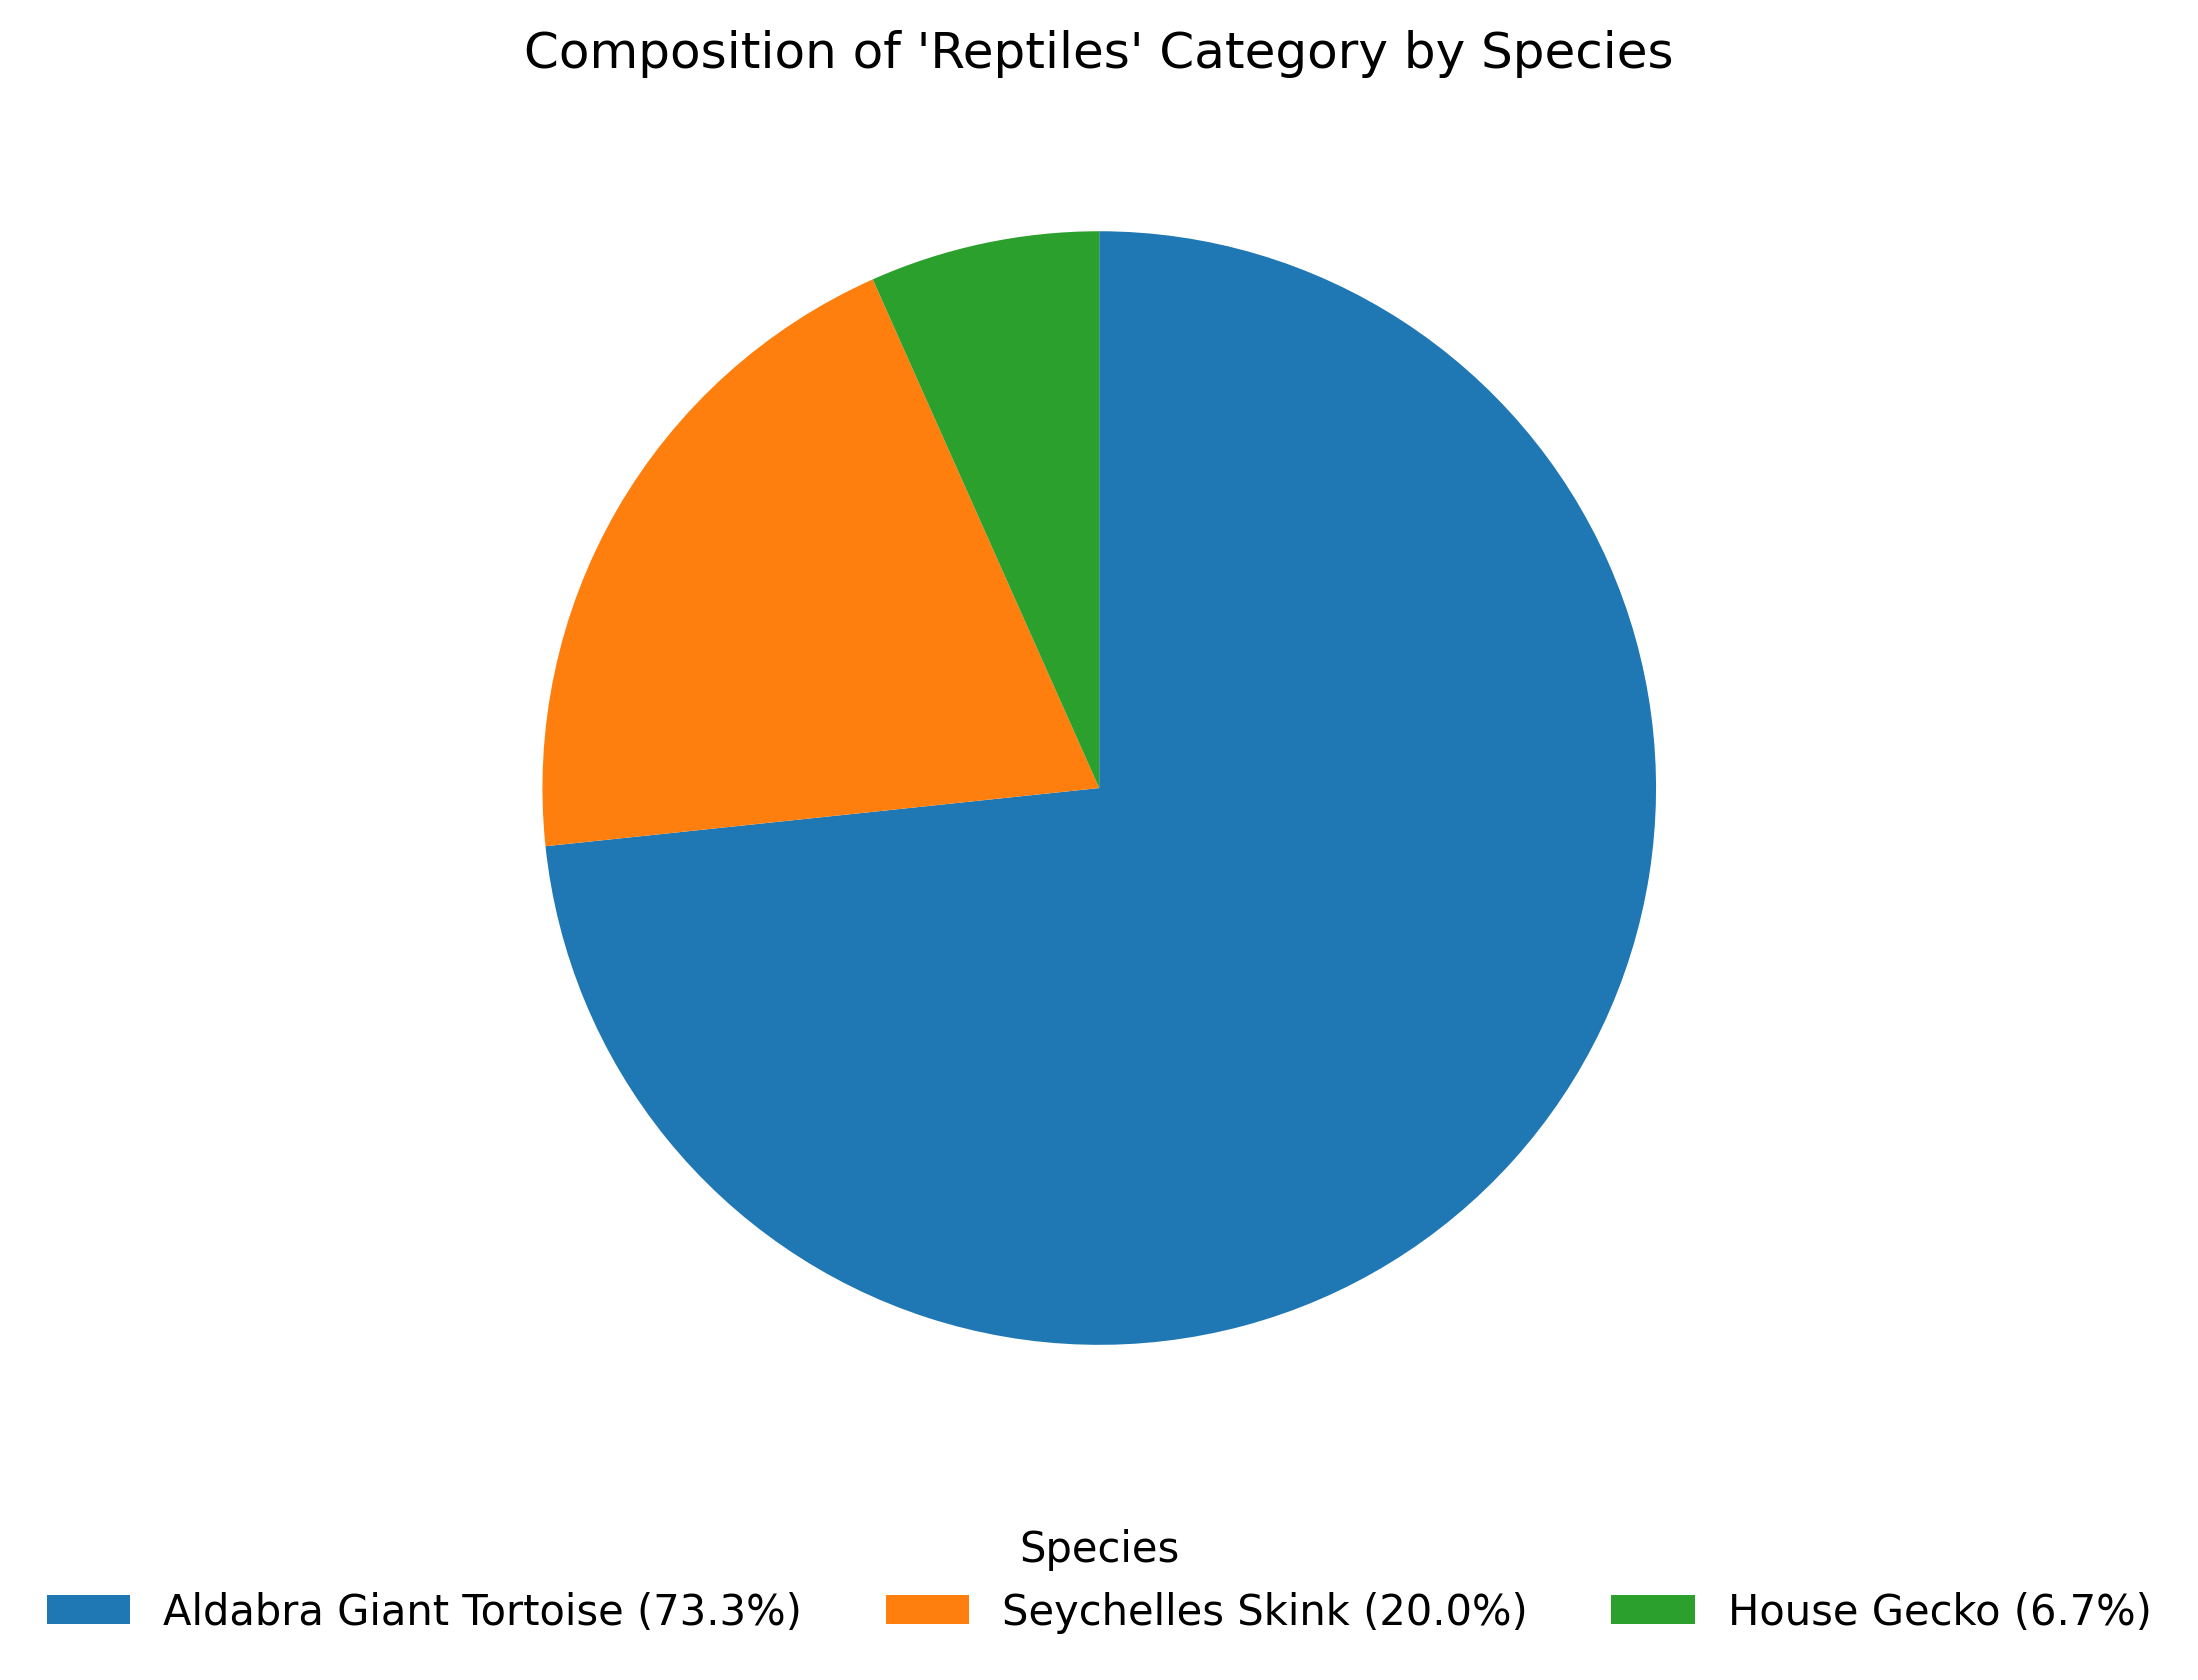 Composition of 'Reptiles' Category by Species
Species
Aldabra Giant Tortoise (73.3%)
Seychelles Skink (20.0%)
House Gecko (6.7%)